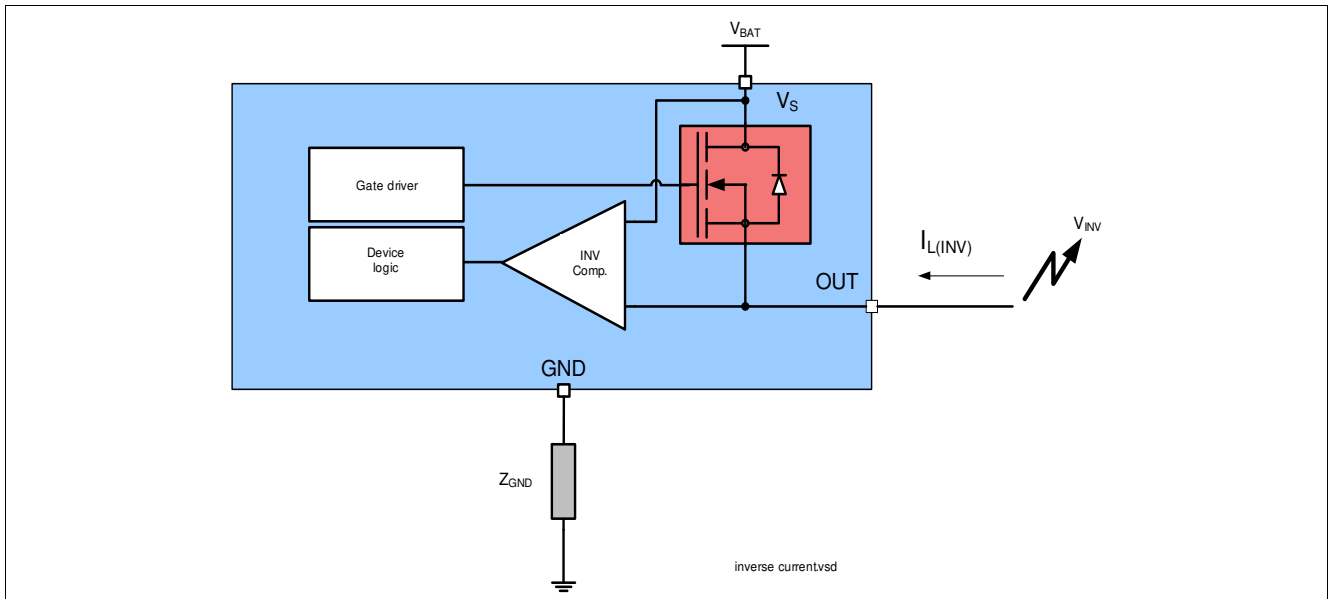 VBAT
VS
Gate driver
Device
logic
INV
Comp.
IL(INV)
VINV
OUT
GND
ZGND
inverse current.vsd